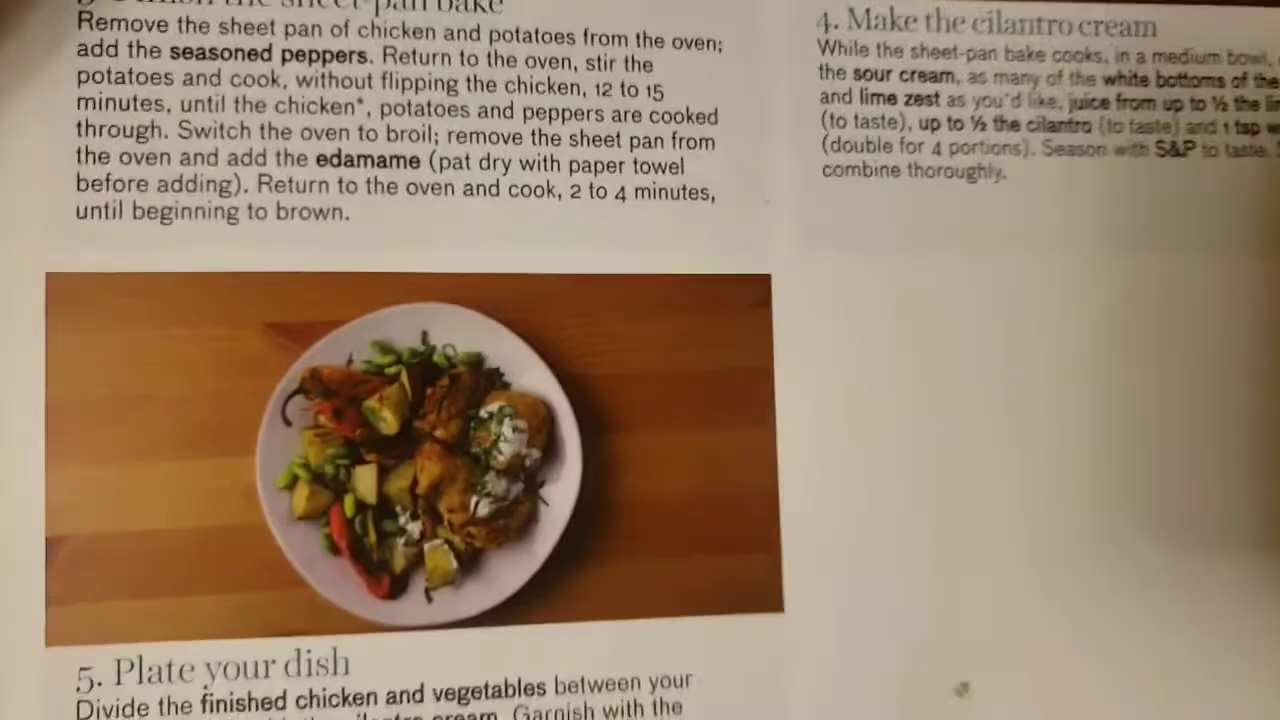 the sheet-pan bake
Remove the sheet pan of chicken and potatoes from the oven;
add the seasoned peppers. Return to the oven, stir the
potatoes and cook, without flipping the chicken, 12 to 15
minutes, until the chicken*, potatoes and peppers are cooked
through. Switch the oven to broil; remove the sheet pan from
the oven and add the edamame (pat dry with paper towel
before adding). Return to the oven and cook, 2 to 4 minutes,
until beginning to brown.
4. Make the cilantro cream
While the sheet-pan bake cooks, in a medium bowl,
the sour cream, as many of the white bottoms of the
and lime zest as you'd like, juice from up to ½ the
(to taste), up to ½ the cilantro (to taste) and 1 tsp
(double for 4 portions). Season with S&P to taste.
combine thoroughly.
5. Plate your dish
Divide the finished chicken and vegetables between your
cream. Garnish with the